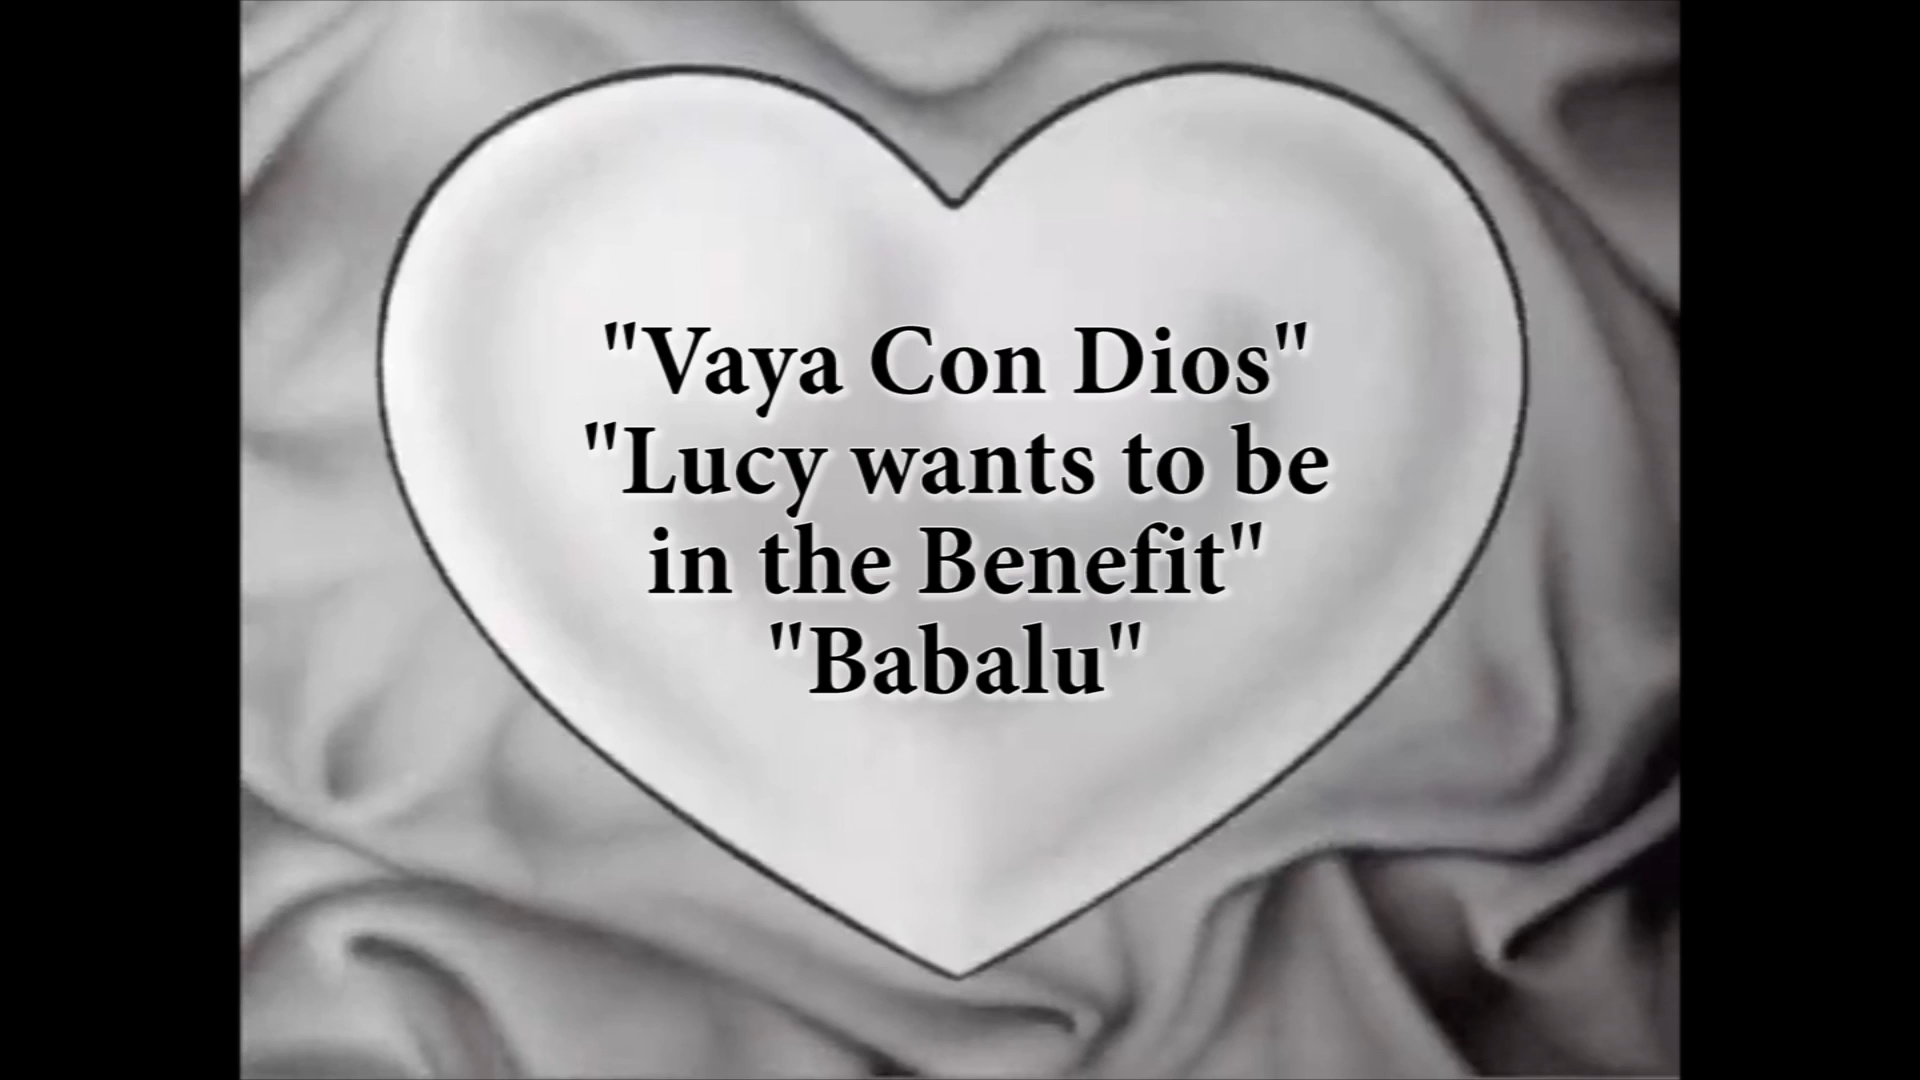 "Vaya Con Dios"
"Lucy wants to be
in the Benefit"
"Babalu"